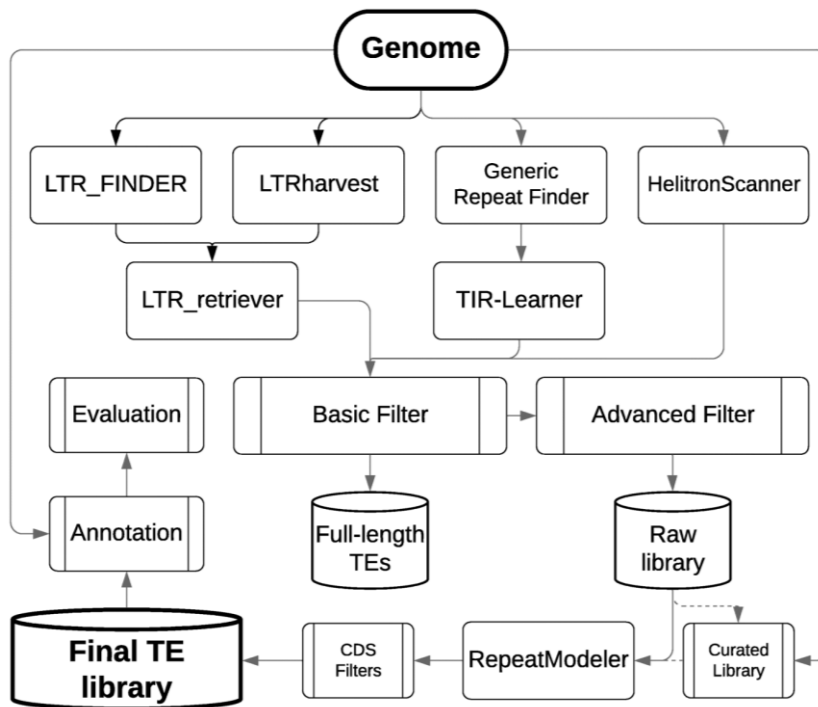 Genome
LTR_FINDER
LTRharvest
Generic
Repeat Finder
HelitronScanner
LTR_retriever
TIR-Learner
Evaluation
Basic Filter
Advanced Filter
Annotation
Full-length
TEs
Raw
library
Final TE
library
CDS
Filters
RepeatModeler
Curated
Library